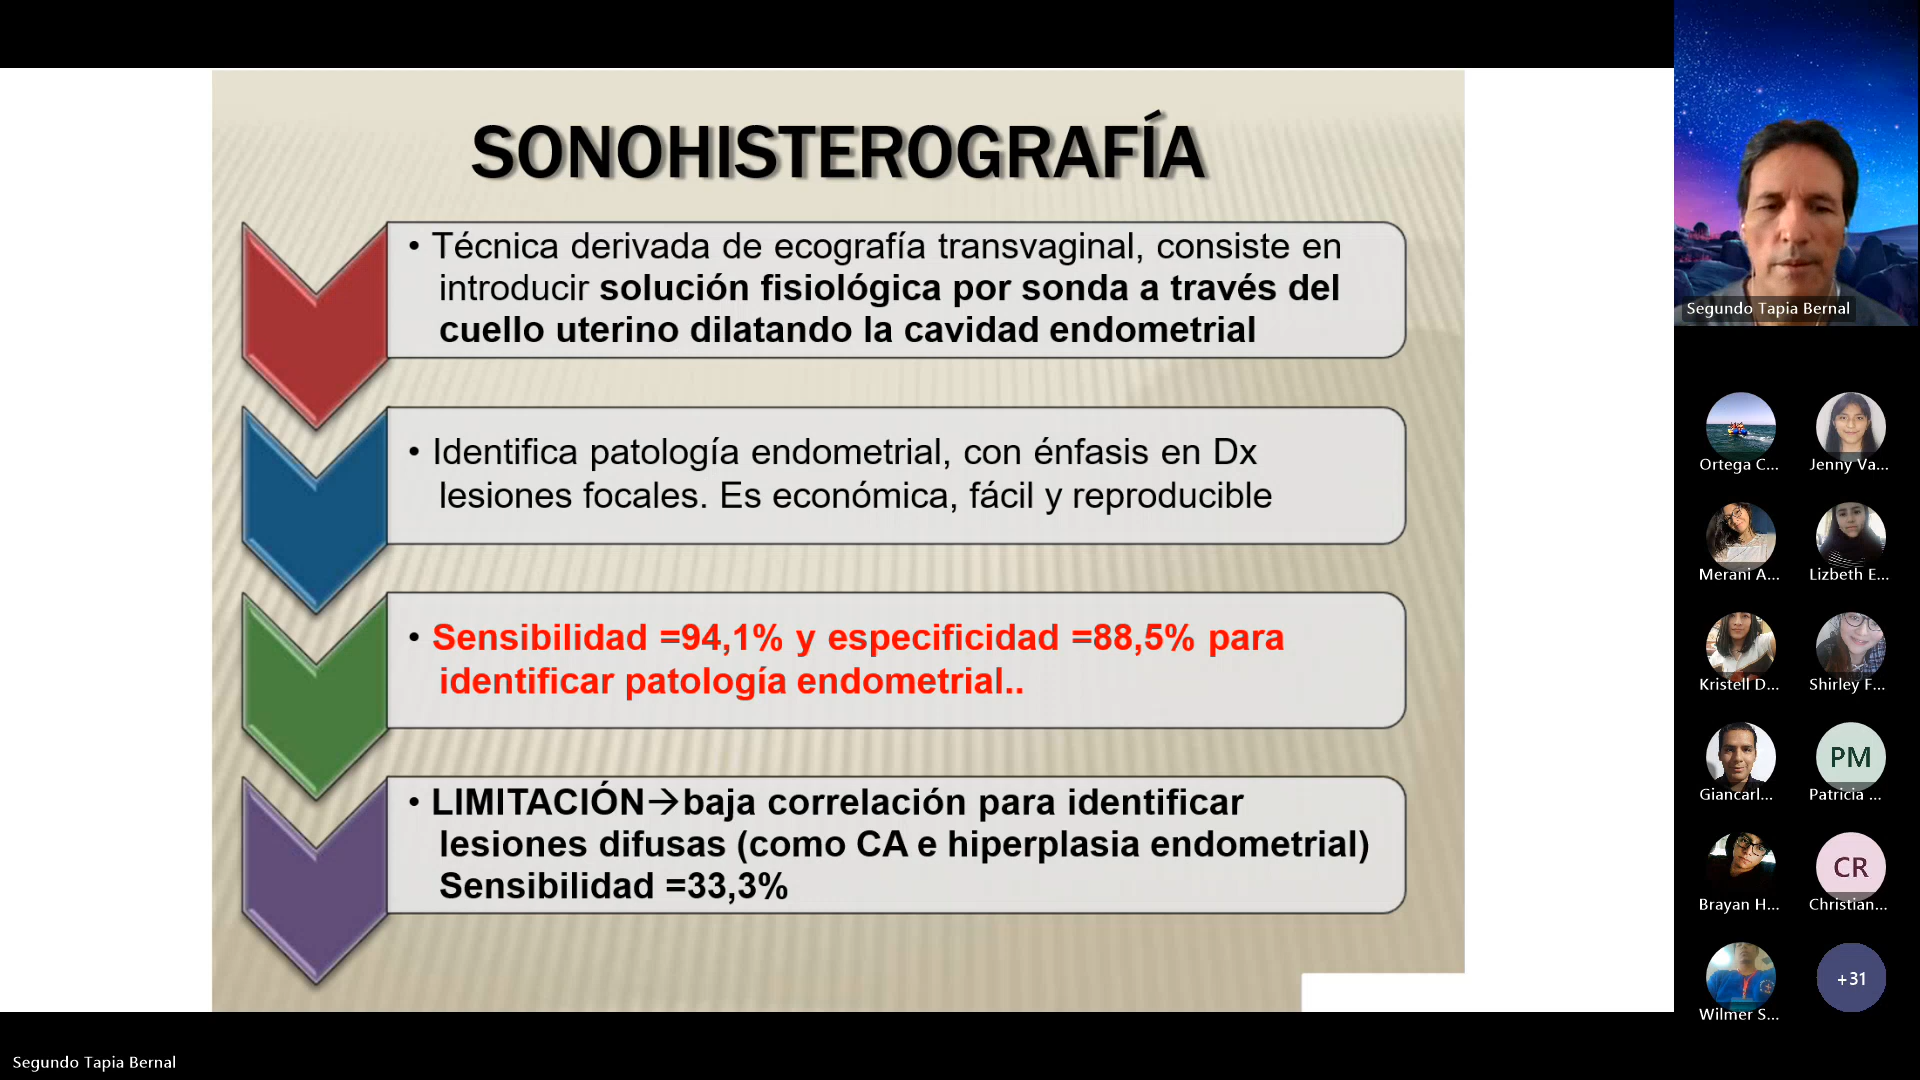 SONOHISTEROGRAFÍA
• Técnica derivada de ecografía transvaginal, consiste en
introducir solución fisiológica por sonda a través del
cuello uterino dilatando la cavidad endometrial
• Identifica patología endometrial, con énfasis en Dx
lesiones focales. Es económica, fácil y reproducible
• Sensibilidad =94,1% y especificidad =88,5% para
identificar patología endometrial..
• LIMITACIÓN→baja correlación para identificar
lesiones difusas (como CA e hiperplasia endometrial)
Sensibilidad =33,3%
Segundo Tapia Bernal
Ortega C...
Jenny Va...
Merani A...
Lizbeth E...
Kristell D...
Shirley F...
Giancarl...
PM
Patricia ...
Brayan H...
CR
Christian...
Wilmer S...
+31
Segundo Tapia Bernal